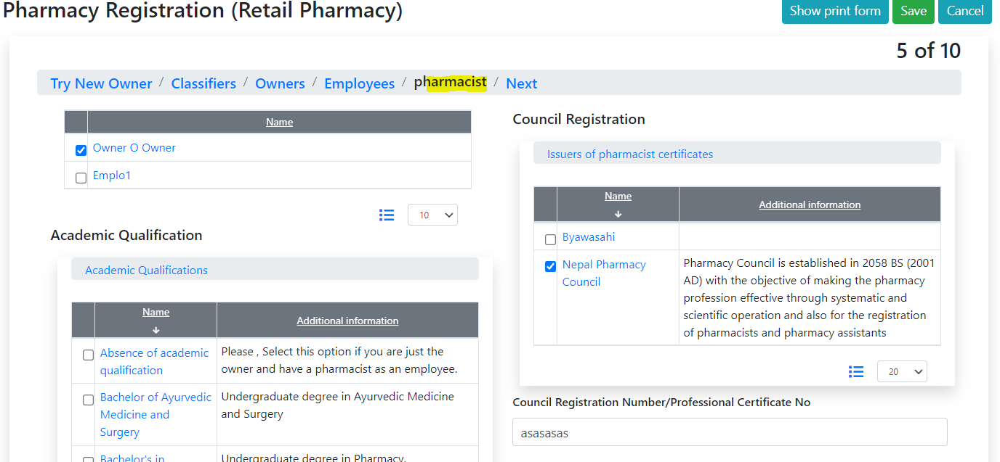 Pharmacy Registration (Retail Pharmacy)
Show print form
Save
Cancel
5 of 10
Try New Owner / Classifiers / Owners / Employees / pharmacist / Next
Name
Owner O Owner
Emplo1
10
Academic Qualification
Academic Qualifications
Name
Additional information
Absence of academic
qualification
Please , Select this option if you are just the
owner and have a pharmacist as an employee.
Bachelor of Ayurvedic
Medicine and
Surgery
Undergraduate degree in Ayurvedic Medicine
and Surgery
Bachelor's in
Undergraduate degree in Pharmacy.
Council Registration
Issuers of pharmacist certificates
Name
Additional information
Byawasahi
Nepal Pharmacy
Council
Pharmacy Council is established in 2058 BS (2001
AD) with the objective of making the pharmacy
profession effective through systematic and
scientific operation and also for the registration
of pharmacists and pharmacy assistants
20
Council Registration Number/Professional Certificate No
asasasas